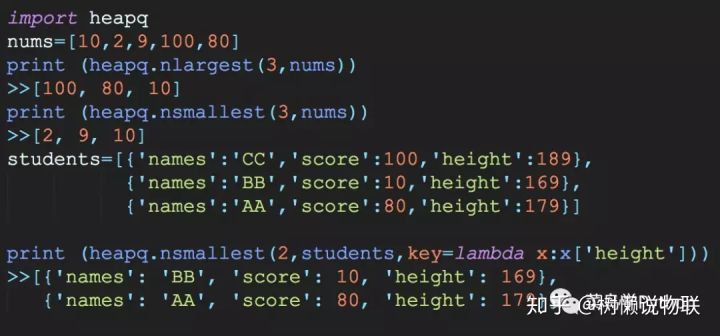 import heapq
nums=[10,2,9,100,80]
print (heapq.nlargest(3,nums))
>>[100, 80, 10]
print (heapq.nsmallest(3,nums))
>>[2, 9, 10]
students=[{'names':'CC','score':100,'height':189},
{'names':'BB','score':10,'height':169},
{'names':'AA','score':80,'height':179}]
print (heapq.nsmallest(2,students,key=lambda x:x['height']))
>>[{'names': 'BB', 'score': 10, 'height': 169},
{'names': 'AA', 'score': 80, 'height': 179
知乎 @树懒说物联